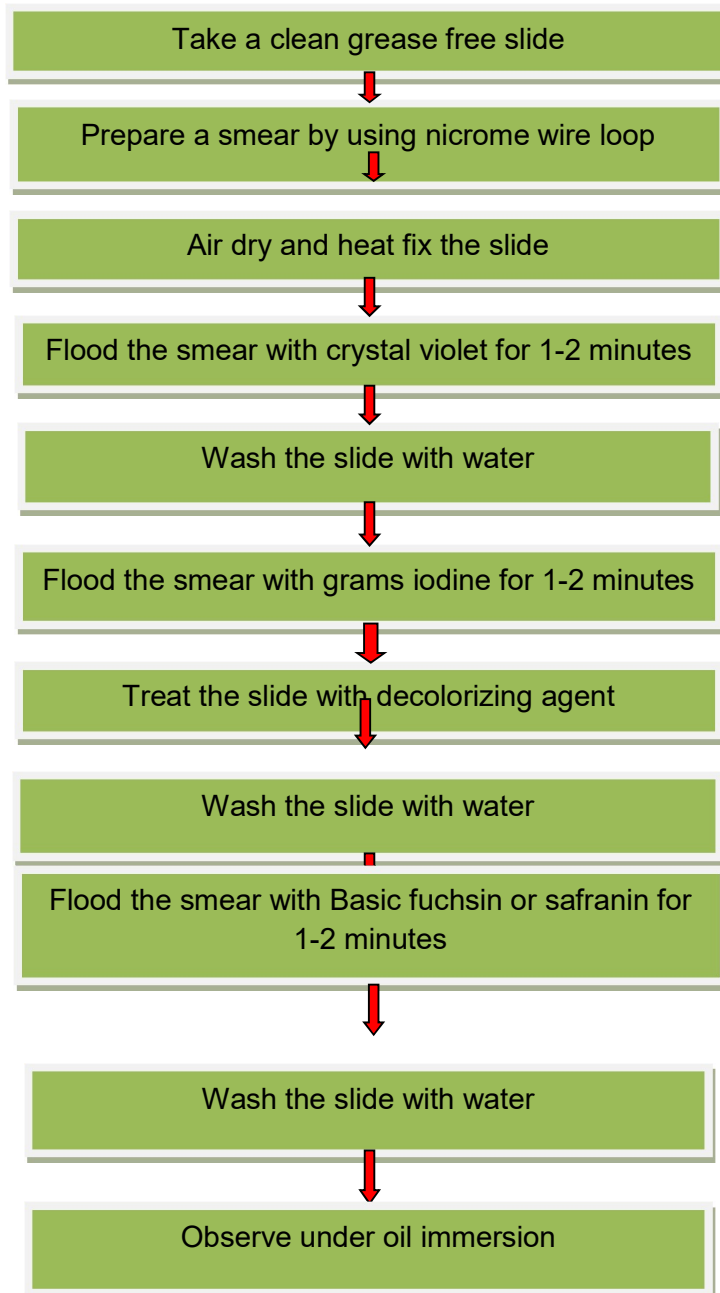 Take a clean grease free slide
Prepare a smear by using nicrome wire loop
Air dry and heat fix the slide
Flood the smear with crystal violet for 1-2 minutes
Wash the slide with water
Flood the smear with grams iodine for 1-2 minutes
Treat the slide with decolorizing agent
Wash the slide with water
Flood the smear with Basic fuchsin or safranin for
1-2 minutes
Wash the slide with water
Observe under oil immersion